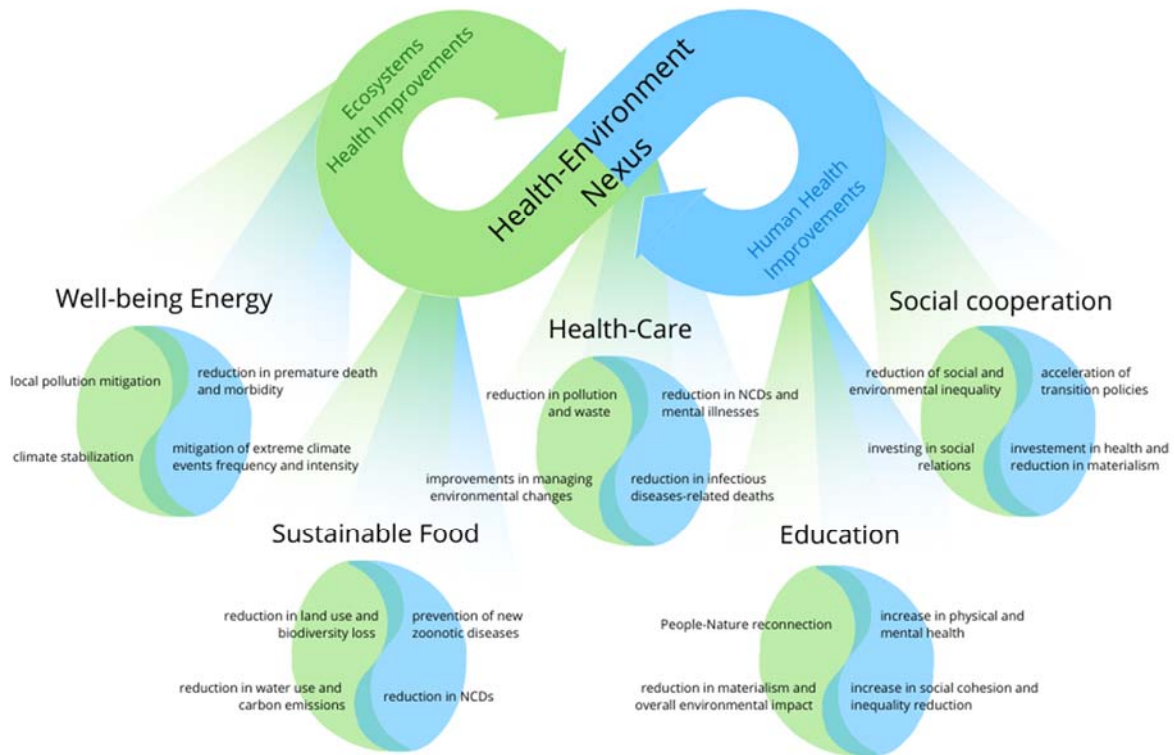 Ecosystems
Health Improvements
Health-Environment
Nexus
Human Health
Improvements
Well-being Energy
local pollution mitigation
climate stabilization
reduction in premature death
and morbidity
mitigation of extreme climate
events frequency and intensity
Health-Care
reduction in pollution
and waste
improvements in managing
environmental changes
reduction in NCDs and
mental illnesses
reduction in infectious
diseases-related deaths
Social cooperation
reduction of social and
environmental inequality
investing in social
relations
acceleration of
transition policies
investement in health and
reduction in materialism
Sustainable Food
reduction in land use and
biodiversity loss
reduction in water use and
carbon emissions
prevention of new
zoonotic diseases
reduction in NCDs
Education
People-Nature reconnection
reduction in materialism and
overall environmental impact
increase in physical and
mental health
increase in social cohesion and
inequality reduction